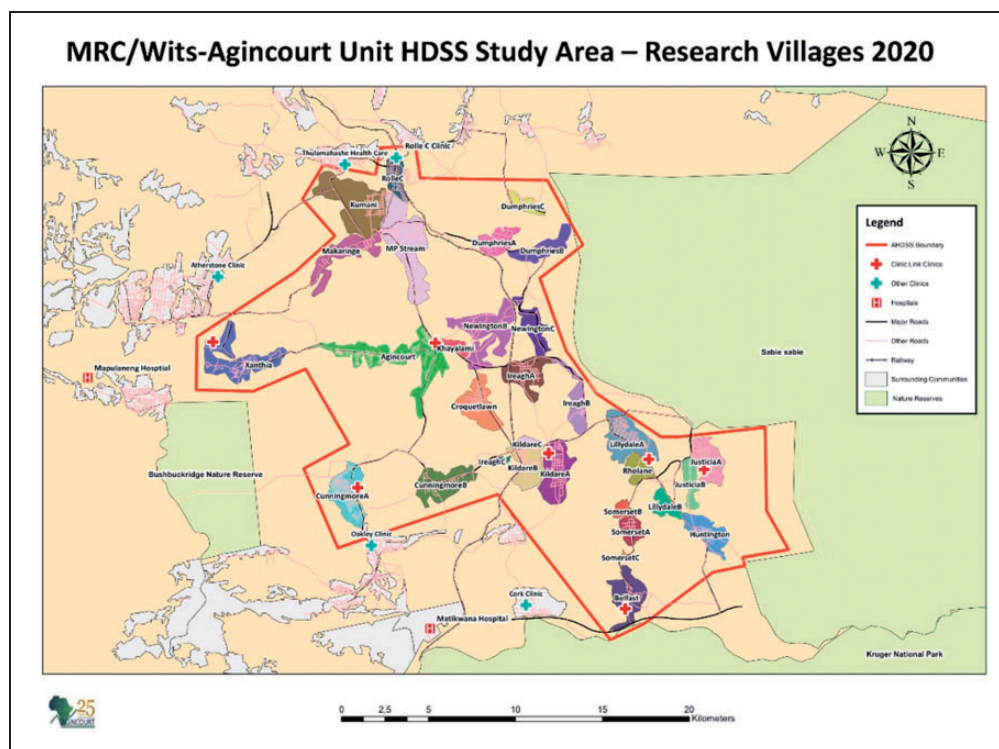 MRC/Wits-Agincourt Unit HDSS Study Area – Research Villages 2020
N
W E
S
Thulamahashe Health Care
Rolle C Clinic
RolleC
Kumani
DumphriesC
Makaringe
MP Stream
DumphriesA
DumphriesB
Atherstone Clinic
Legend
AHDSS Boundary
Clinic Link Clinics
Other Clinics
Hospitals
Major Roads
Other Roads
Railway
Surrounding Communities
Nature Reserves
NewingtonB
NewingtonC
Khayalami
Agincourt
Xanthia
Sabie sabie
Mapulaneng Hosptial
IreaghA
Croquetlawn
IreaghB
Bushbuckridge Nature Reserve
KildareC
LillydaleA
IreaghC
KildareB
KildareA
Rholane
JusticiaA
JusticiaB
CunningmoreA
CunningmoreB
LillydaleB
SomersetB
SomersetA
Huntington
Oakley Clinic
SomersetC
Belfast
Cork Clinic
Matikwana Hospital
Kruger National Park
25
AGINCOURT
0 2,5 5 10 15 20
Kilometers